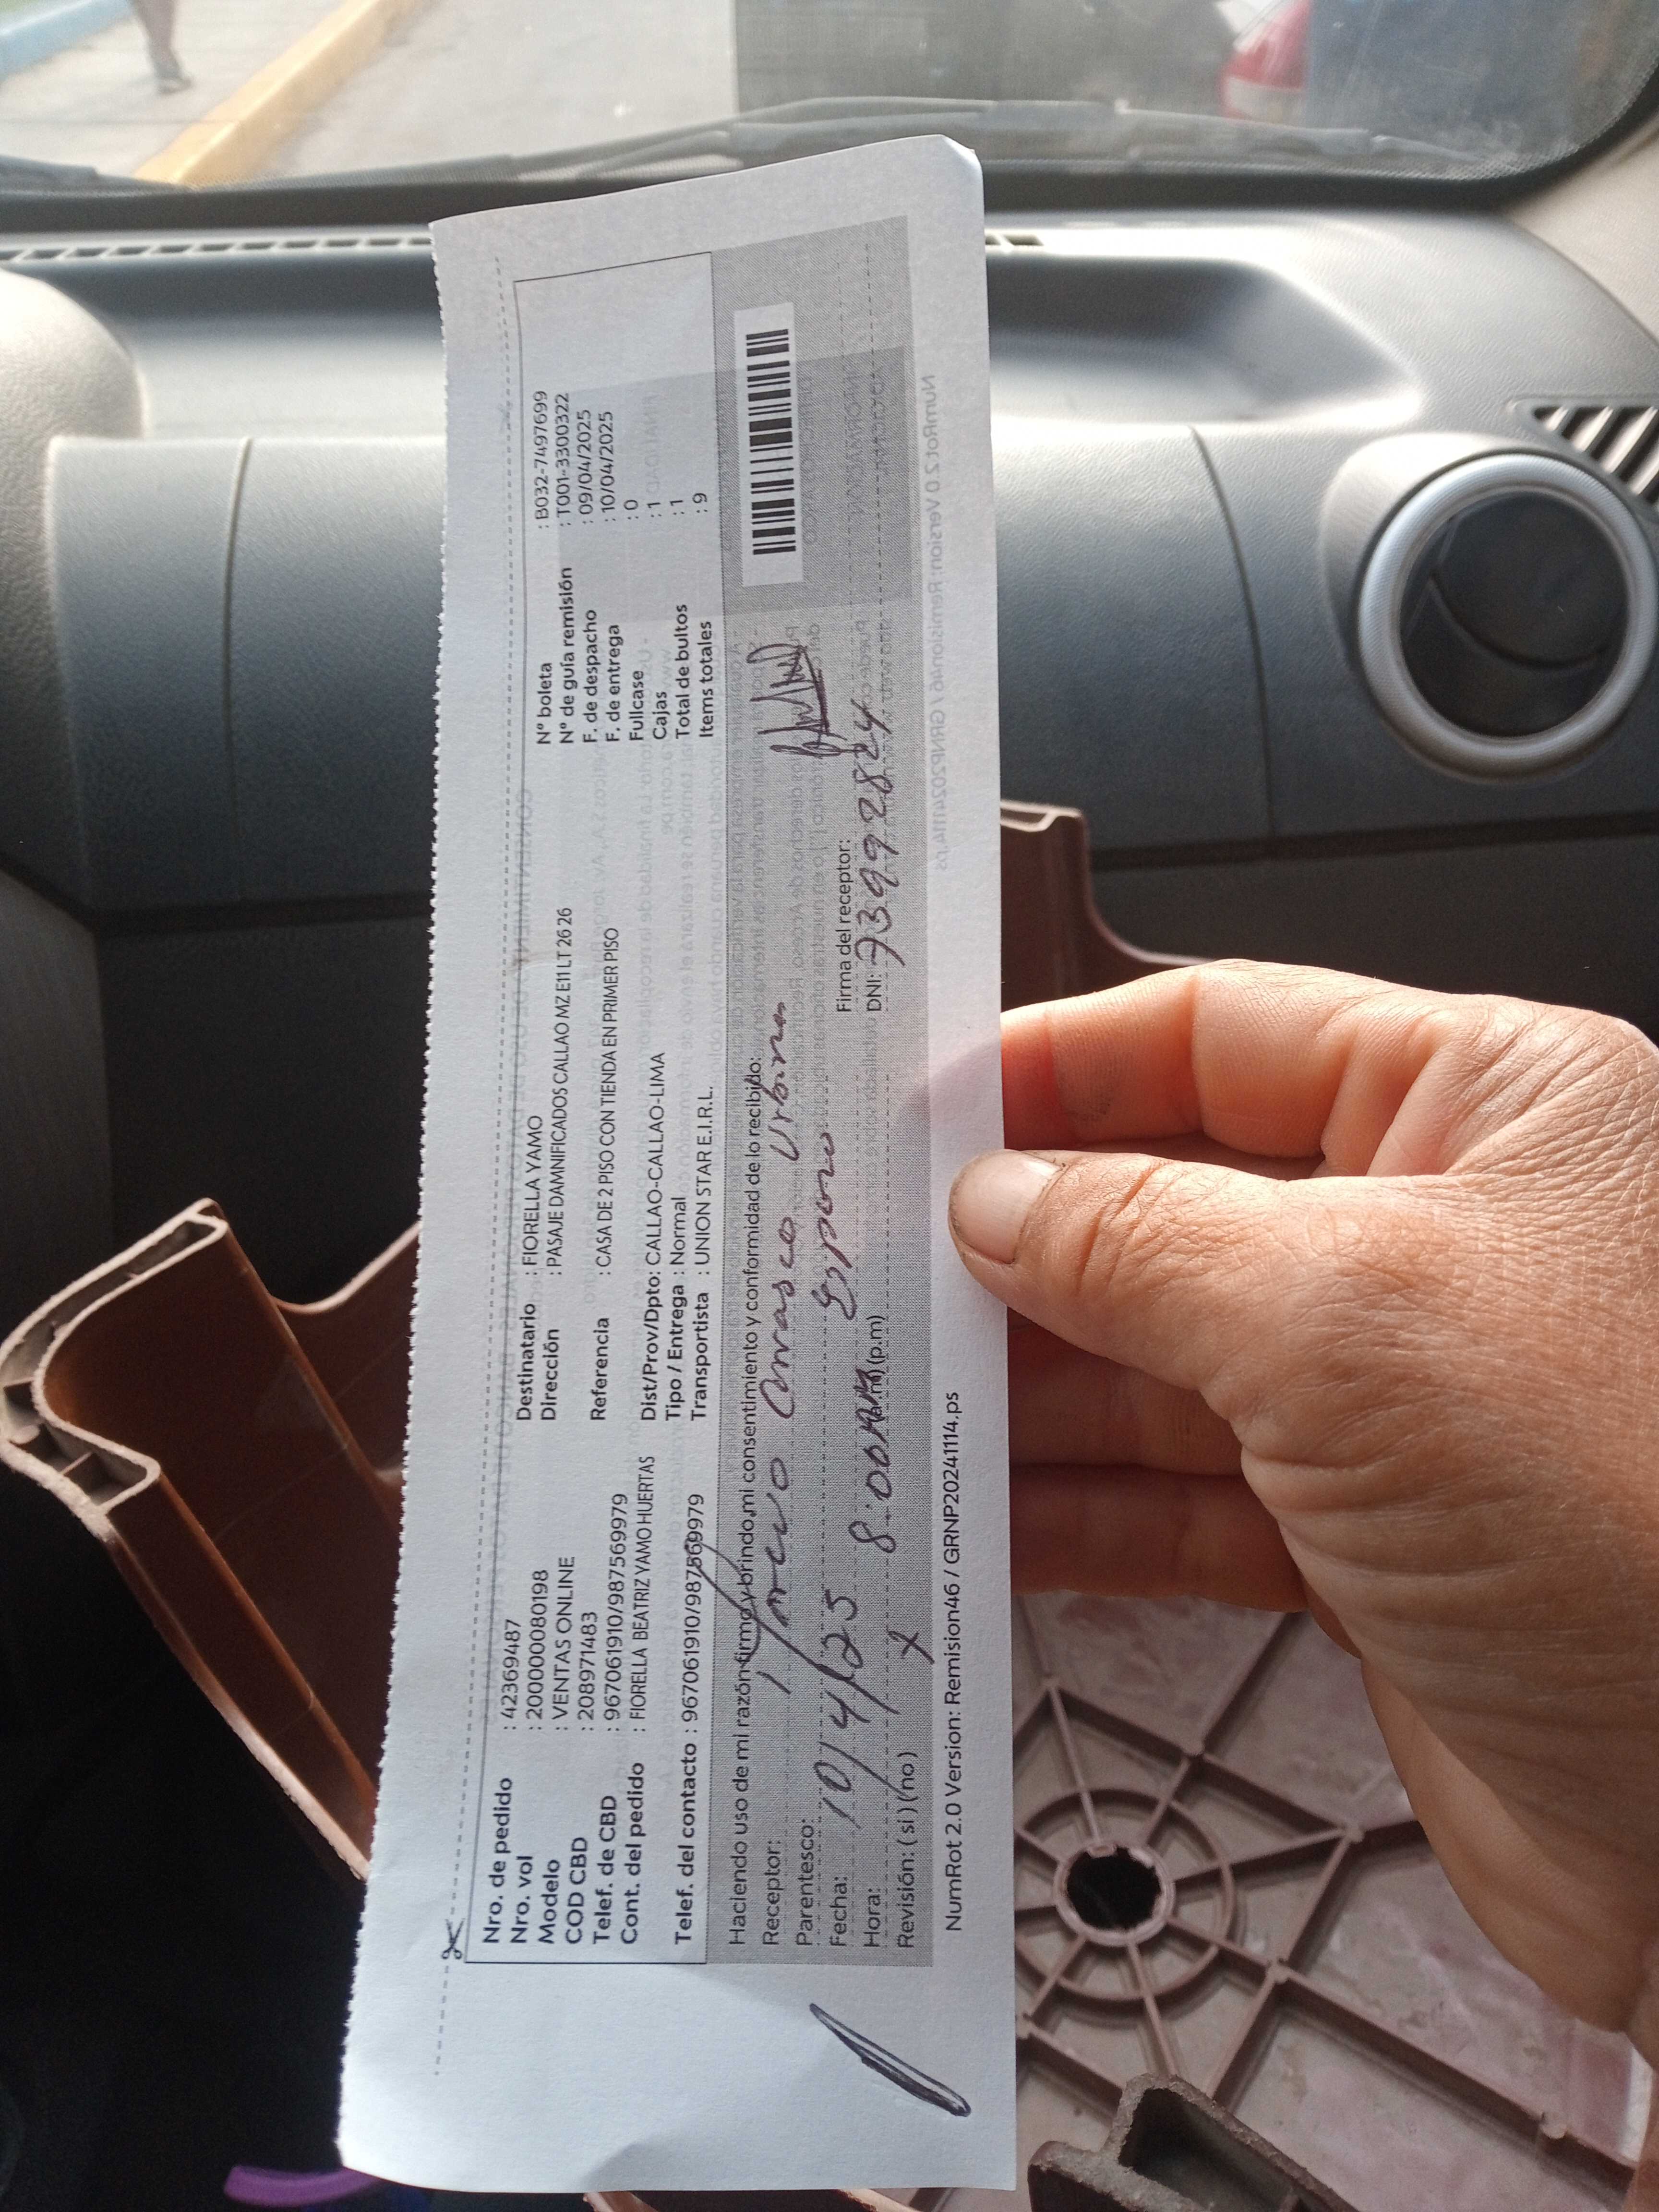 Nro. de pedido : 42369487
Nro. vol : 2000000080198
Modelo : VENTAS ONLINE
COD CBD : 208971483
Telef. de CBD : 967061910/987569979
Cont. del pedido : FIORELLA BEATRIZ YAMO HUERTAS
Telef. del contacto : 967061910/987569979
Destinatario : FIORELLA YAMO
Dirección : PASAJE DAMNIFICADOS CALLAO MZ E11 LT 26 26
Referencia : CASA DE 2 PISO CON TIENDA EN PRIMER PISO
Dist/Prov/Dpto: CALLAO-CALLAO-LIMA
Tipo / Entrega : Normal
Transportista : UNION STAR E.I.R.L.
N° boleta : B032-7497699
N° de guía remisión : T001-3300322
F. de despacho : 09/04/2025
F. de entrega : 10/04/2025
Fullcase : 0
Cajas : 1
Total de bultos : 1
Items totales : 9
Haciendo uso de mi razón firmo y brindo mi consentimiento y conformidad de lo recibido:
Receptor: Urbina
Parentesco: Esposo
Fecha: 10/4/25
Firma del receptor:
Hora: 8:00AM (a.m) (p.m)
DNI: 73992824
Revisión: ( si ) ( no ) X
NumRot 2.0 Version: Remision46 / GRNP20241114.ps